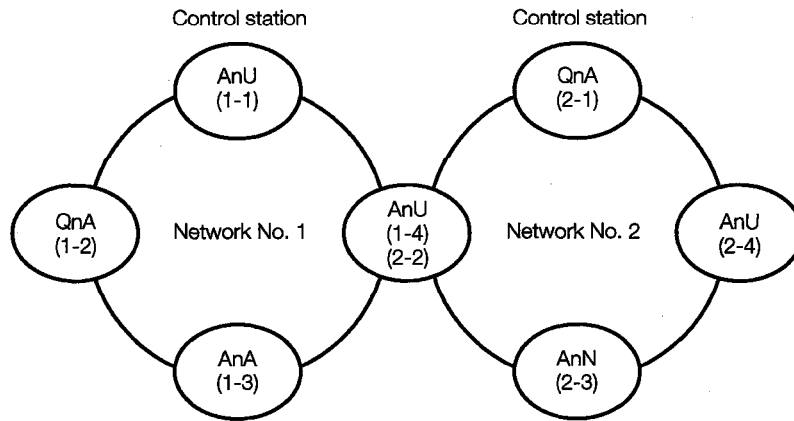 Control station
Control station
AnU
(1-1)
QnA
(2-1)
QnA
(1-2)
Network No. 1
AnU
(1-4)
(2-2)
Network No. 2
AnU
(2-4)
AnA
(1-3)
AnN
(2-3)